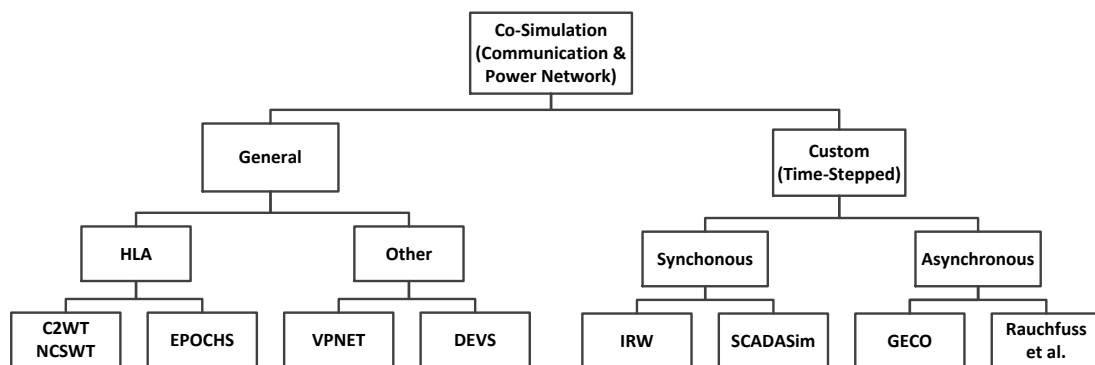 Co-Simulation
(Communication &
Power Network)
General
Custom
(Time-Stepped)
HLA
Other
Synchonous
Asynchronous
C2WT
NCSWT
EPOCHS
VPNET
DEVS
IRW
SCADASim
GECO
Rauchfuss
et al.